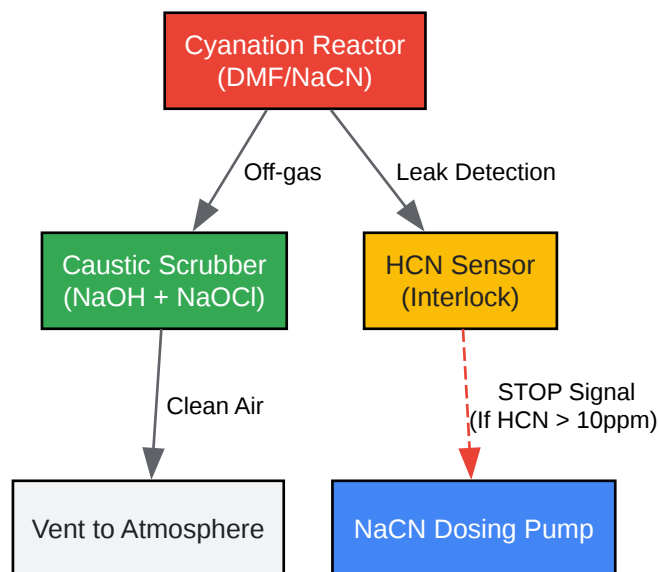 Cyanation Reactor
(DMF/NaCN)
Off-gas
Leak Detection
Caustic Scrubber
(NaOH + NaOCl)
HCN Sensor
(Interlock)
Clean Air
STOP Signal
(If HCN > 10ppm)
Vent to Atmosphere
NaCN Dosing Pump